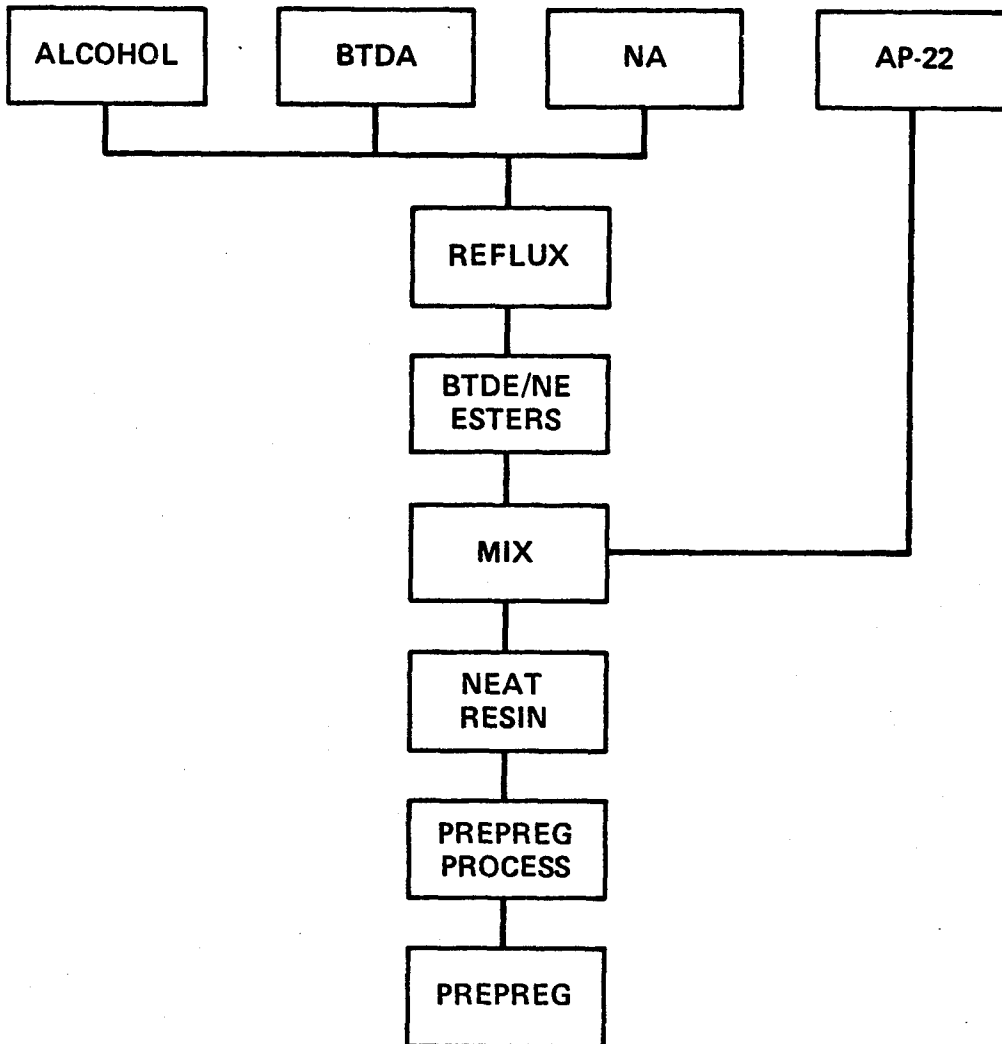 ALCOHOL
BTDA
NA
AP-22
REFLUX
BTDE/NE
ESTERS
MIX
NEAT
RESIN
PREPREG
PROCESS
PREPREG